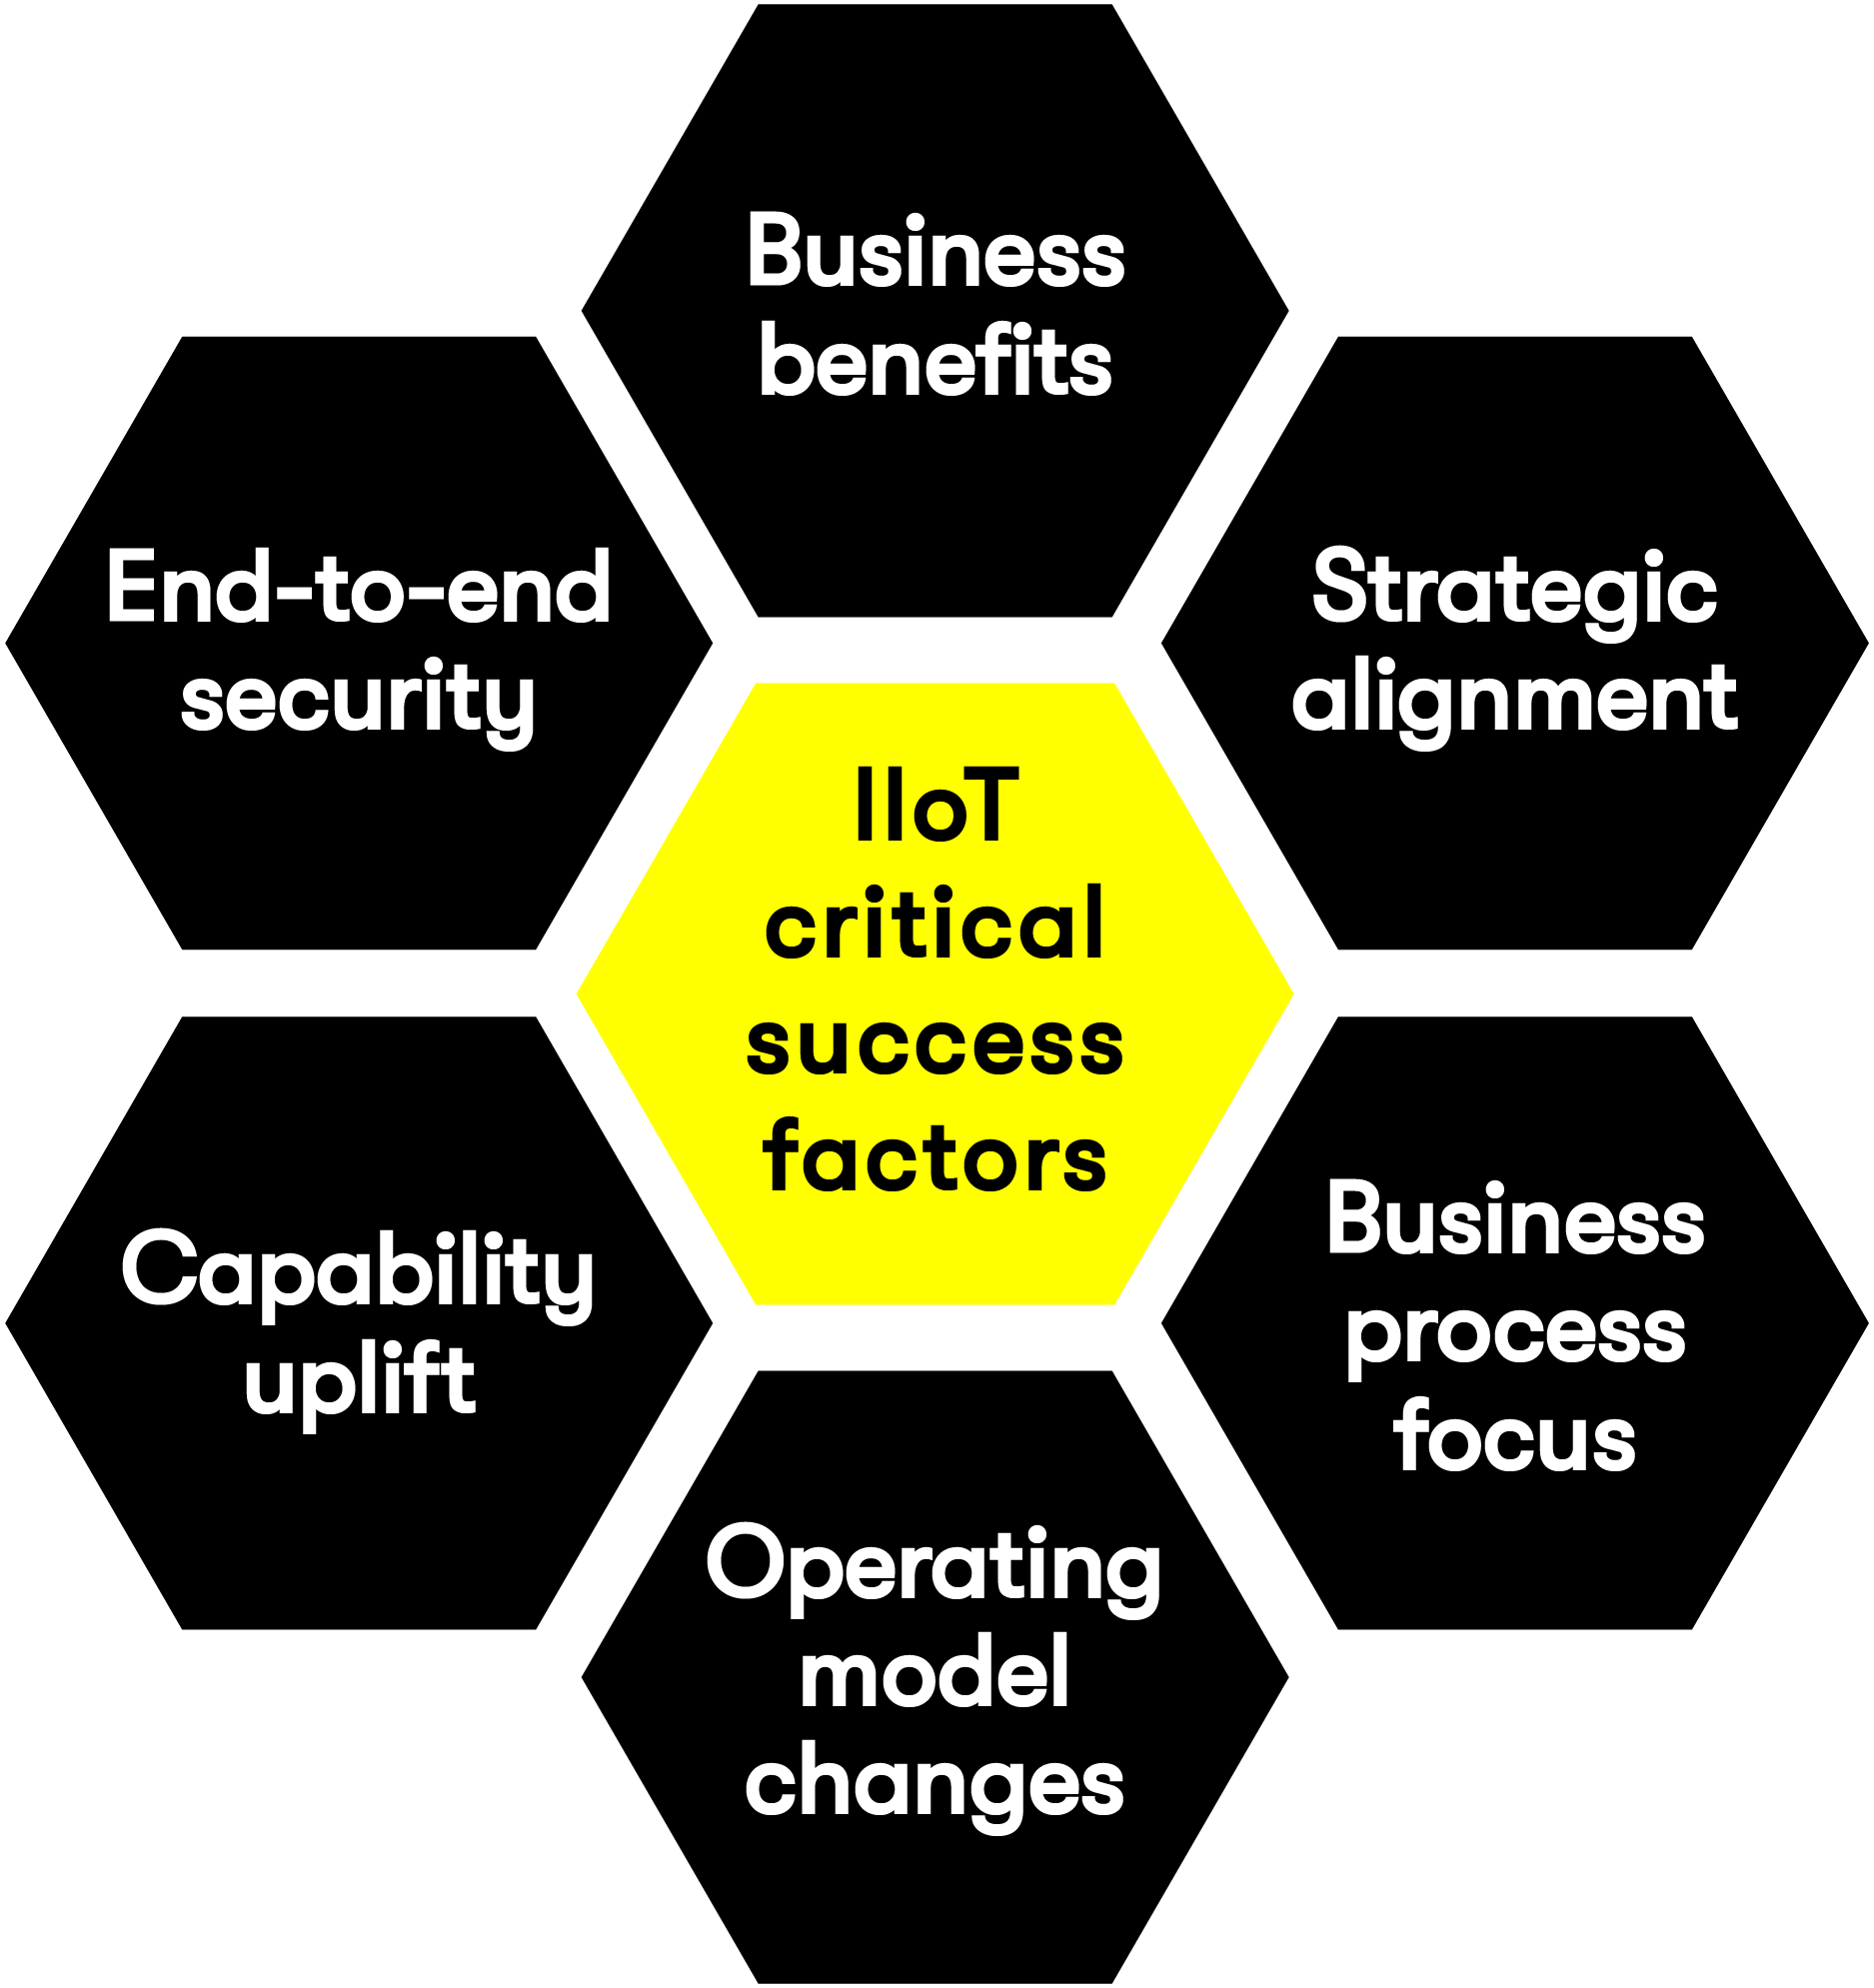 Business
benefits
Strategic
alignment
Business
process
focus
Operating
model
changes
Capability
uplift
End-to-end
security
IIoT
critical
success
factors